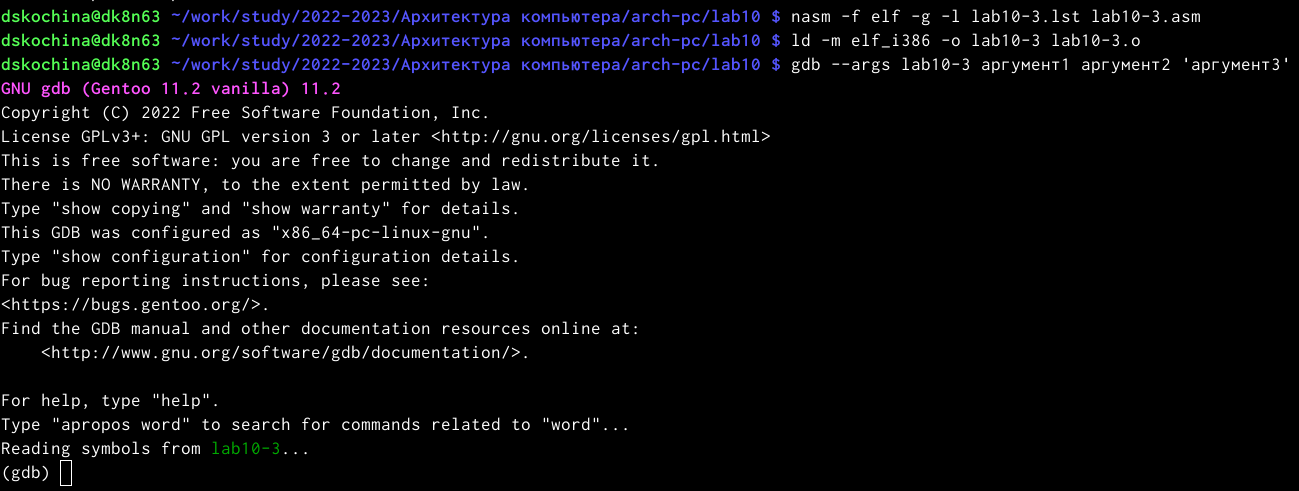 dskochina@dk8n63 ~/work/study/2022-2023/Архитектура компьютера/arch-pc/lab10 $ nasm -f elf -g -l lab10-3.lst lab10-3.asm
dskochina@dk8n63 ~/work/study/2022-2023/Архитектура компьютера/arch-pc/lab10 $ ld -m elf_i386 -o lab10-3 lab10-3.o
dskochina@dk8n63 ~/work/study/2022-2023/Архитектура компьютера/arch-pc/lab10 $ gdb --args lab10-3 аргумент1 аргумент2 'аргумент3'
GNU gdb (Gentoo 11.2 vanilla) 11.2
Copyright (C) 2022 Free Software Foundation, Inc.
License GPLv3+: GNU GPL version 3 or later <http://gnu.org/licenses/gpl.html>
This is free software: you are free to change and redistribute it.
There is NO WARRANTY, to the extent permitted by law.
Type "show copying" and "show warranty" for details.
This GDB was configured as "x86_64-pc-linux-gnu".
Type "show configuration" for configuration details.
For bug reporting instructions, please see:
<https://bugs.gentoo.org/>.
Find the GDB manual and other documentation resources online at:
    <http://www.gnu.org/software/gdb/documentation/>.

For help, type "help".
Type "apropos word" to search for commands related to "word"...
Reading symbols from lab10-3...
(gdb)